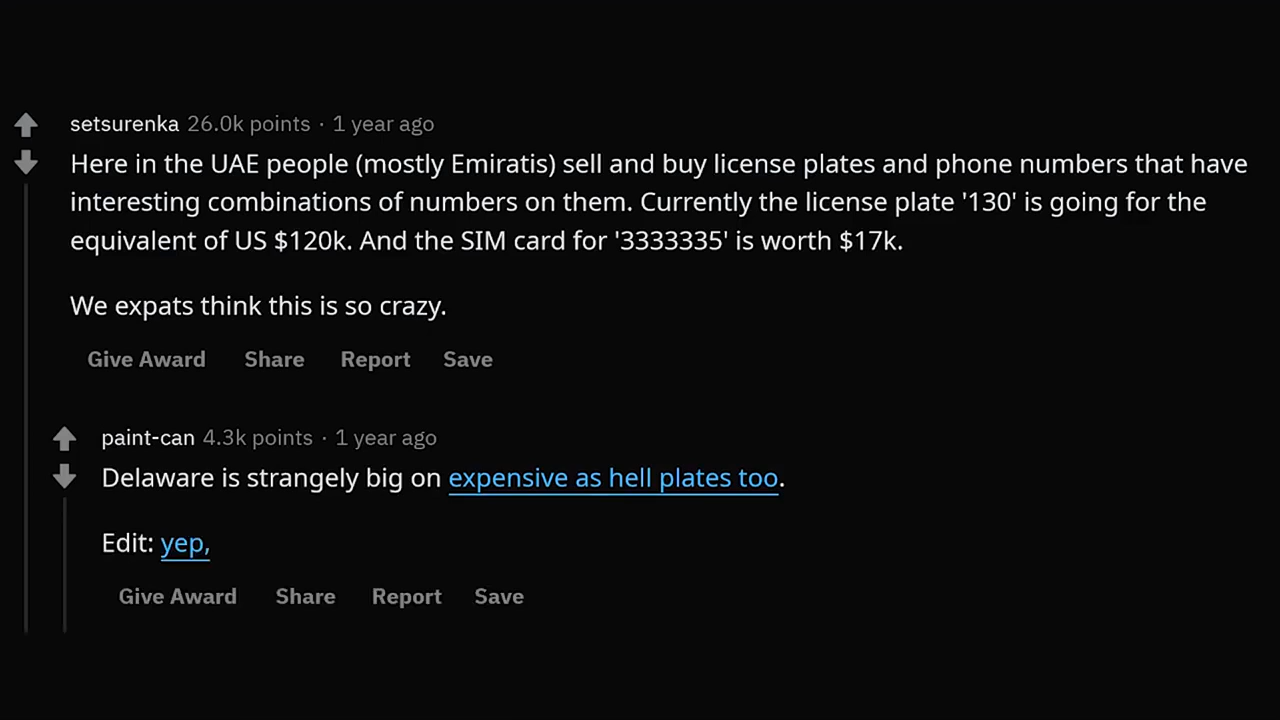 setsurenka 26.0k points · 1 year ago
Here in the UAE people (mostly Emiratis) sell and buy license plates and phone numbers that have
interesting combinations of numbers on them. Currently the license plate '130' is going for the
equivalent of US $120k. And the SIM card for '3333335' is worth $17k.
We expats think this is so crazy.
Give Award Share Report Save
paint-can 4.3k points · 1 year ago
Delaware is strangely big on expensive as hell plates too.
Edit: yep,
Give Award Share Report Save